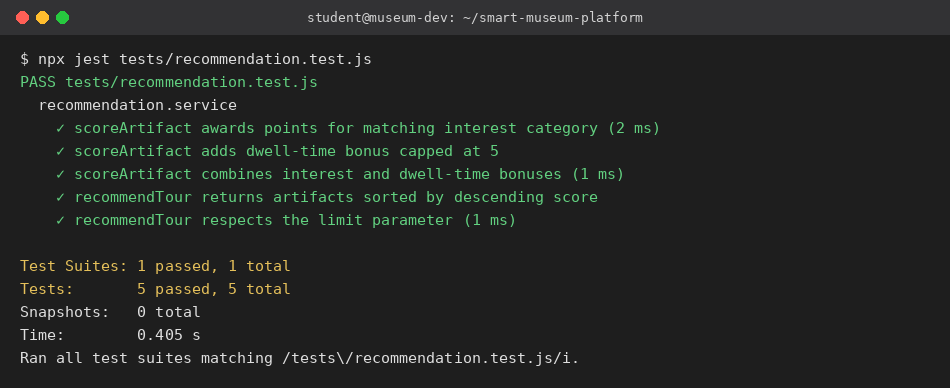 student@museum-dev: ~/smart-museum-platform
$ npx jest tests/recommendation.test.js
PASS tests/recommendation.test.js
recommendation.service
✓ scoreArtifact awards points for matching interest category (2 ms)
✓ scoreArtifact adds dwell-time bonus capped at 5
✓ scoreArtifact combines interest and dwell-time bonuses (1 ms)
✓ recommendTour returns artifacts sorted by descending score
✓ recommendTour respects the limit parameter (1 ms)
Test Suites: 1 passed, 1 total
Tests:       5 passed, 5 total
Snapshots:   0 total
Time:        0.405 s
Ran all test suites matching /tests\/recommendation.test.js/i.